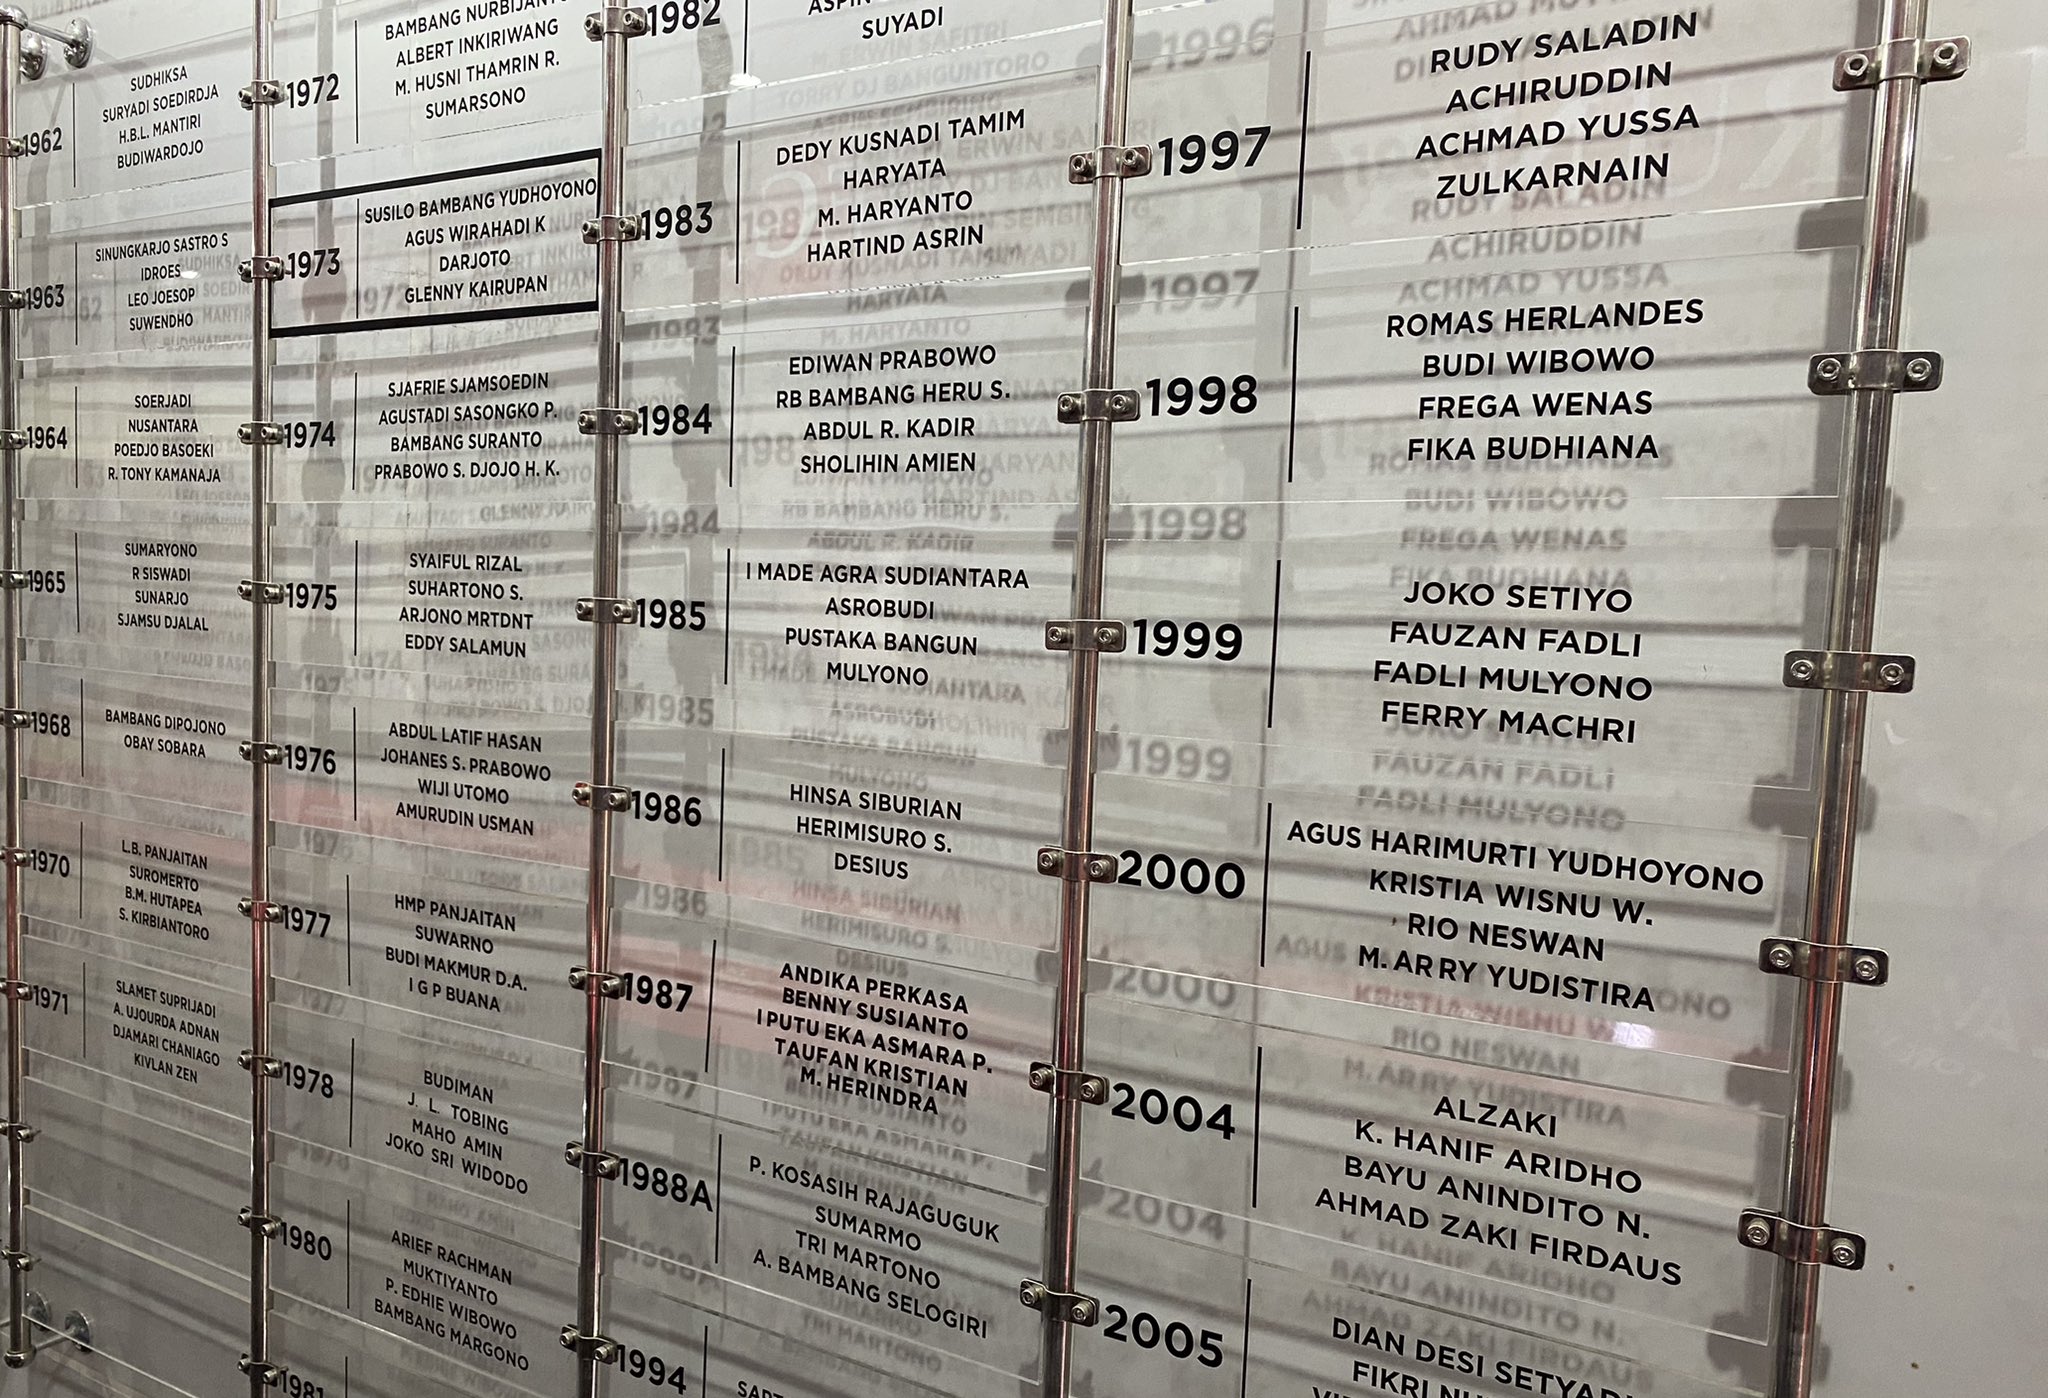 1962
SUDHIKSA
SURYADI SOEDIRDJA
H.B.L. MANTIRI
BUDIWARDOJO
1963
SINUNGKARJO SASTRO S
IDROES
LEO JOESOP
SUWENDHO
1964
SOERJADI
NUSANTARA
POEDJO BASOEKI
R. TONY KAMANAJA
1965
SUMARYONO
R SISWADI
SUNARJO
SJAMSU DJALAL
1968
BAMBANG DIPOJONO
OBAY SOBARA
1970
L.B. PANJAITAN
SUROMERTO
B.M. HUTAPEA
S. KIRBIANTORO
1971
SLAMET SUPRIJADI
A. UJOURDA ADNAN
DJAMARI CHANIAGO
KIVLAN ZEN
1972
BAMBANG NURBIJANTO
ALBERT INKIRIWANG
M. HUSNI THAMRIN R.
SUMARSONO
1973
SUSILO BAMBANG YUDHOYONO
AGUS WIRAHADI K
DARJOTO
GLENNY KAIRUPAN
1974
SJAFRIE SJAMSOEDIN
AGUSTADI SASONGKO P.
BAMBANG SURANTO
PRABOWO S. DJOJO H. K.
1975
SYAIFUL RIZAL
SUHARTONO S.
ARJONO MRTDNT
EDDY SALAMUN
1976
ABDUL LATIF HASAN
JOHANES S. PRABOWO
WIJI UTOMO
AMURUDIN USMAN
1977
HMP PANJAITAN
SUWARNO
BUDI MAKMUR D.A.
I G P BUANA
1978
BUDIMAN
J. L. TOBING
MAHO AMIN
JOKO SRI WIDODO
1980
ARIEF RACHMAN
MUKTIYANTO
P. EDHIE WIBOWO
BAMBANG MARGONO
1981
1982
SUYADI
1983
DEDY KUSNADI TAMIM
HARYATA
M. HARYANTO
HARTIND ASRIN
1984
EDIWAN PRABOWO
RB BAMBANG HERU S.
ABDUL R. KADIR
SHOLIHIN AMIEN
1985
I MADE AGRA SUDIANTARA
ASROBUDI
PUSTAKA BANGUN
MULYONO
1986
HINSA SIBURIAN
HERIMISURO S.
DESIUS
1987
ANDIKA PERKASA
BENNY SUSIANTO
I PUTU EKA ASMARA P.
TAUFAN KRISTIAN
M. HERINDRA
1988A
P. KOSASIH RAJAGUGUK
SUMARMO
TRI MARTONO
A. BAMBANG SELOGIRI
1994
1997
RUDY SALADIN
ACHIRUDDIN
ACHMAD YUSSA
ZULKARNAIN
1998
ROMAS HERLANDES
BUDI WIBOWO
FREGA WENAS
FIKA BUDHIANA
1999
JOKO SETIYO
FAUZAN FADLI
FADLI MULYONO
FERRY MACHRI
2000
AGUS HARIMURTI YUDHOYONO
KRISTIA WISNU W.
RIO NESWAN
M. ARRY YUDISTIRA
2004
ALZAKI
K. HANIF ARIDHO
BAYU ANINDITO N.
AHMAD ZAKI FIRDAUS
2005
DIAN DESI
FIKRI